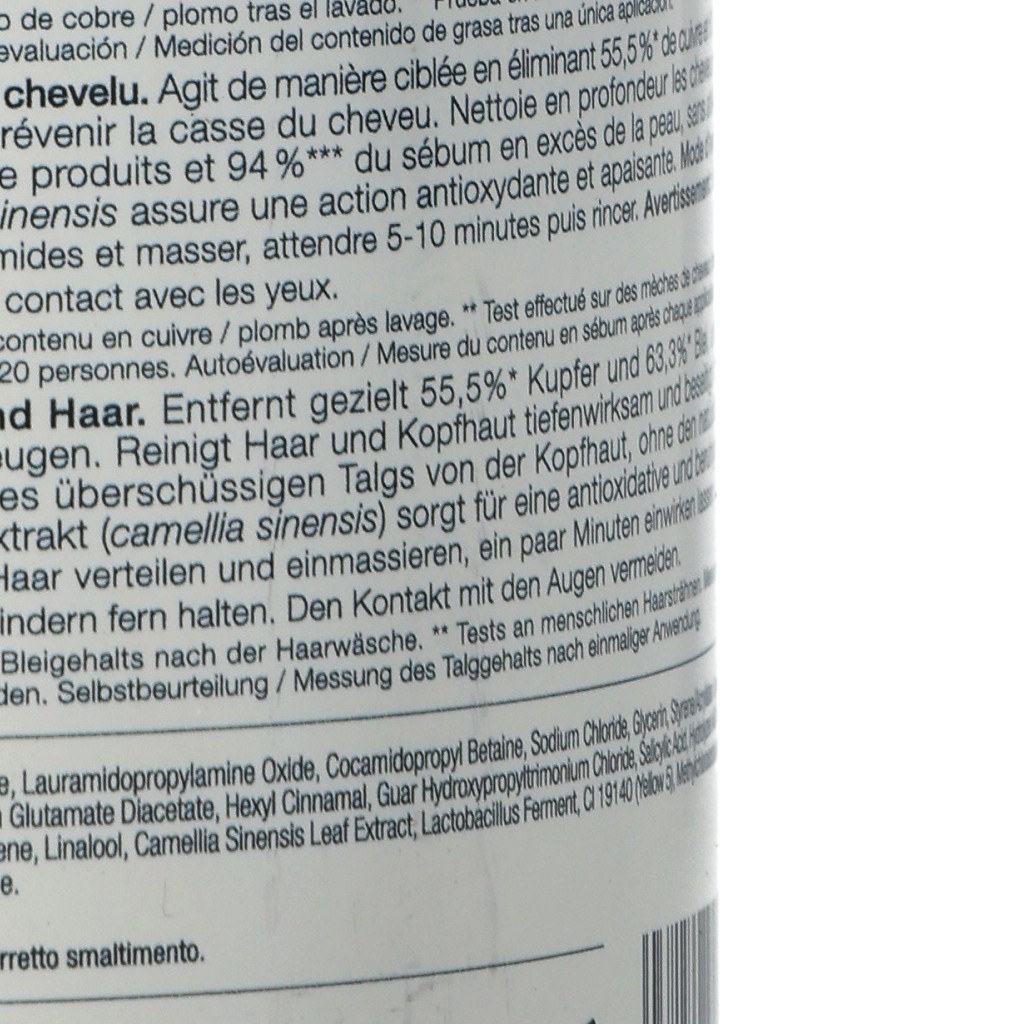 de cobre / plomo tras el lavado.
evaluación / Medición del contenido de grasa tras una única aplicación.
chevelu. Agit de manière ciblée en éliminant 55,5%* de cuivre
révenir la casse du cheveu. Nettoie en profondeur les
e produits et 94 %*** du sébum en excès de la peau, sans
inensis assure une action antioxydante et apaisante. Mode
mides et masser, attendre 5-10 minutes puis rincer. Avertissement
contact avec les yeux.
contenu en cuivre / plomb après lavage. ** Test effectué sur des mèches de
20 personnes. Autoévaluation / Mesure du contenu en sébum après chaque
nd Haar. Entfernt gezielt 55,5%* Kupfer und 63,3%*
eugen. Reinigt Haar und Kopfhaut tiefenwirksam und
es überschüssigen Talgs von der Kopfhaut, ohne den
xtrakt (camellia sinensis) sorgt für eine antioxidative und
Haar verteilen und einmassieren, ein paar Minuten einwirken
indern fern halten. Den Kontakt mit den Augen vermeiden.
Bleigehalts nach der Haarwäsche. ** Tests an menschlichen Haarsträhnen.
den. Selbstbeurteilung / Messung des Talggehalts nach einmaliger Anwendung.
e, Lauramidopropylamine Oxide, Cocamidopropyl Betaine, Sodium Chloride, Glycerin,
Glutamate Diacetate, Hexyl Cinnamal, Guar Hydroxypropyltrimonium Chloride, Salicylic Acid,
ene, Linalool, Camellia Sinensis Leaf Extract, Lactobacillus Ferment, CI 19140 (Yellow 5),
e.
rretto smaltimento.